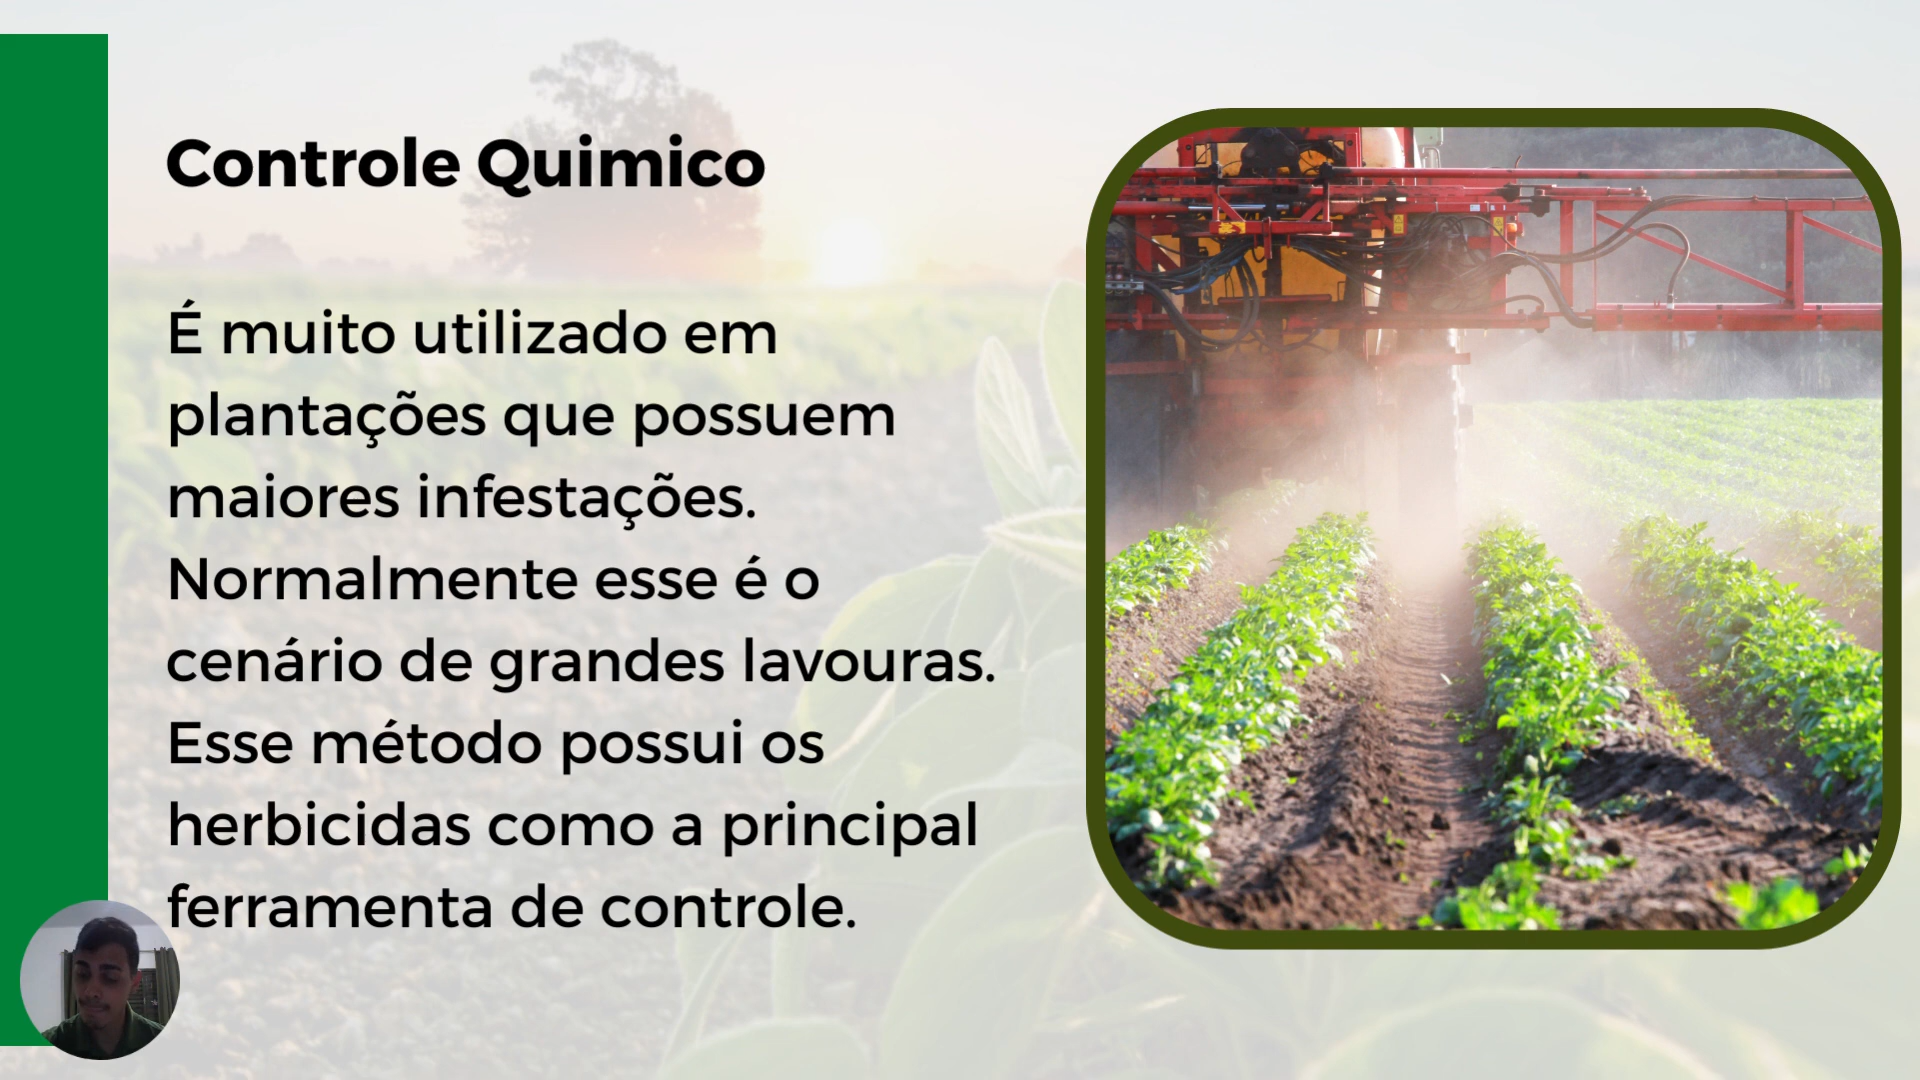 Controle Quimico
É muito utilizado em
plantações que possuem
maiores infestações.
Normalmente esse é o
cenário de grandes lavouras.
Esse método possui os
herbicidas como a principal
ferramenta de controle.